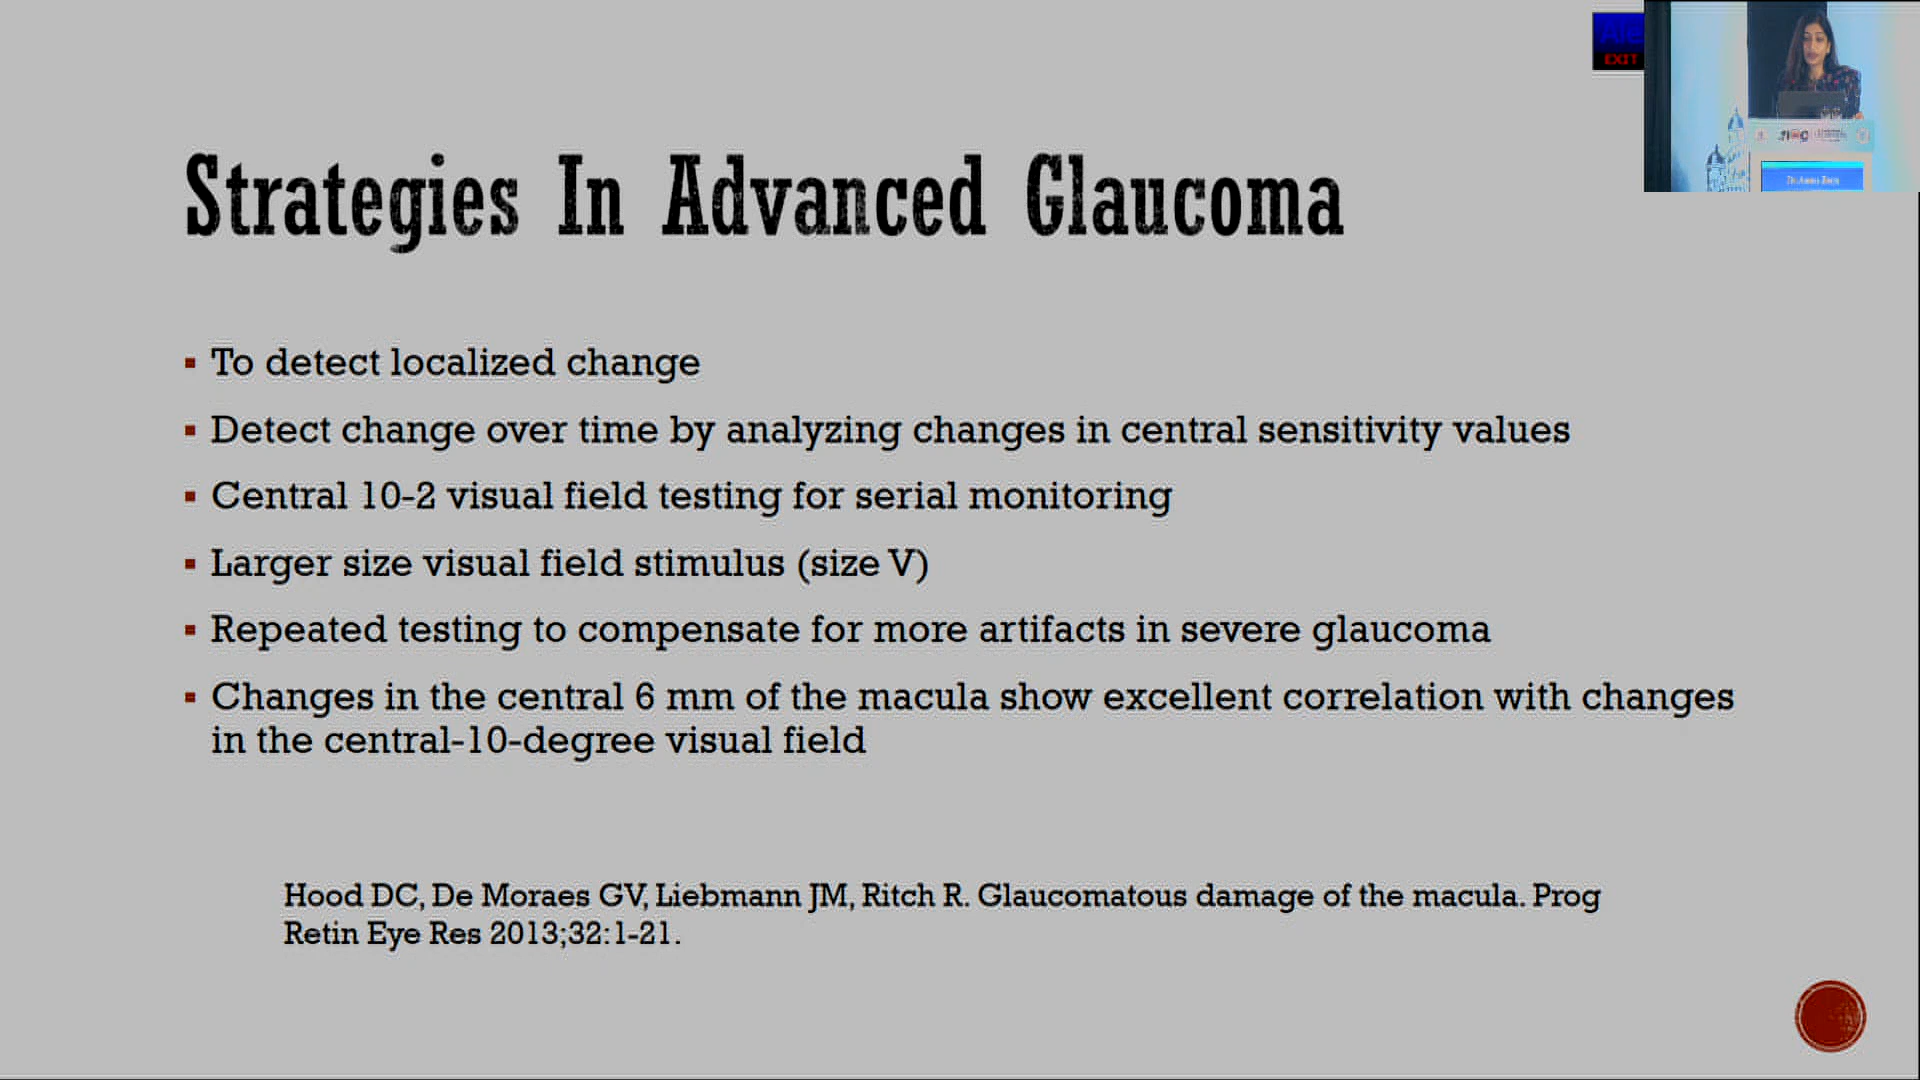 EXIT
Strategies In Advanced Glaucoma
To detect localized change
Detect change over time by analyzing changes in central sensitivity values
Central 10-2 visual field testing for serial monitoring
Larger size visual field stimulus (size V)
Repeated testing to compensate for more artifacts in severe glaucoma
Changes in the central 6 mm of the macula show excellent correlation with changes
in the central-10-degree visual field
Hood DC, De Moraes GV, Liebmann JM, Ritch R. Glaucomatous damage of the macula. Prog
Retin Eye Res 2013;32:1-21.